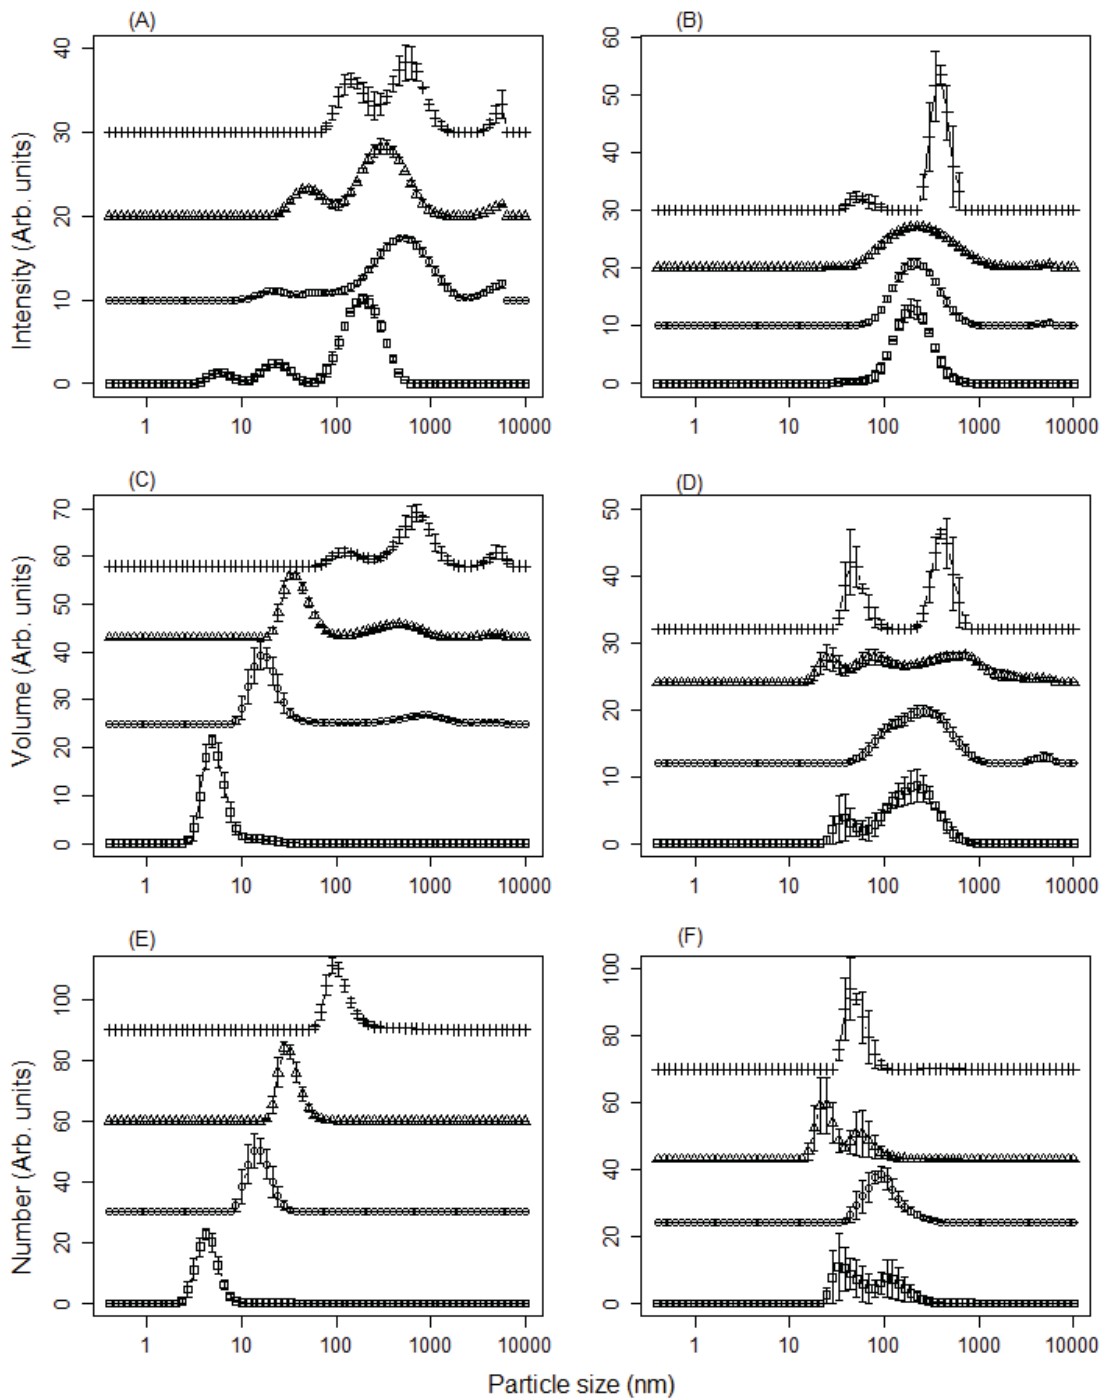 (A)
(B)
Intensity (Arb. units)
0 10 20 30 40
0 10 20 30 40 50 60
1 10 100 1000 10000
1 10 100 1000 10000
(C)
(D)
Volume (Arb. units)
0 10 20 30 40 50 60 70
0 10 20 30 40 50
1 10 100 1000 10000
1 10 100 1000 10000
(E)
(F)
Number (Arb. units)
0 20 40 60 80 100
0 20 40 60 80 100
1 10 100 1000 10000
1 10 100 1000 10000
Particle size (nm)